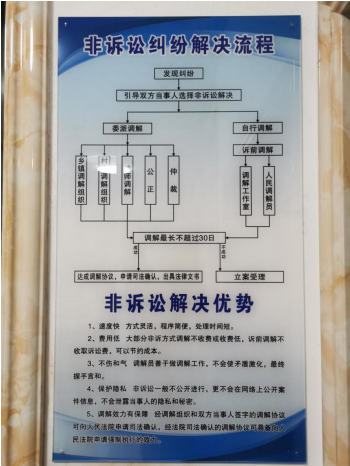 非诉讼纠纷解决流程
发现纠纷
引导双方当事人选择非诉讼解决
委派调解
自行调解
诉前调解
乡镇调解组织
村调解组织
师调解
公正
仲裁
调解工作室
人民调解员
调解最长不超过30日
成功
不成功
达成调解协议，申请司法确认，出具法律文书
立案受理
非诉讼解决优势
1、速度快 方式灵活，程序简便，处理时间短。
2、费用低 大部分非诉方式调解不收费或收费低，诉前调解不
收取诉讼费，可以节约成本。
3、不伤和气 调解员善于做调解工作，不会使矛盾激化，最终
握手言和。
4、保护隐私 非诉讼一般不公开进行，更不会在网络上公开案
件信息，不会泄露当事人的隐私和秘密。
5、调解效力有保障 经调解组织和双方当事人签字的调解协议
可向人民法院申请司法确认，经法院司法确认的调解协议可具备向人
民法院申请强制执行的效力。